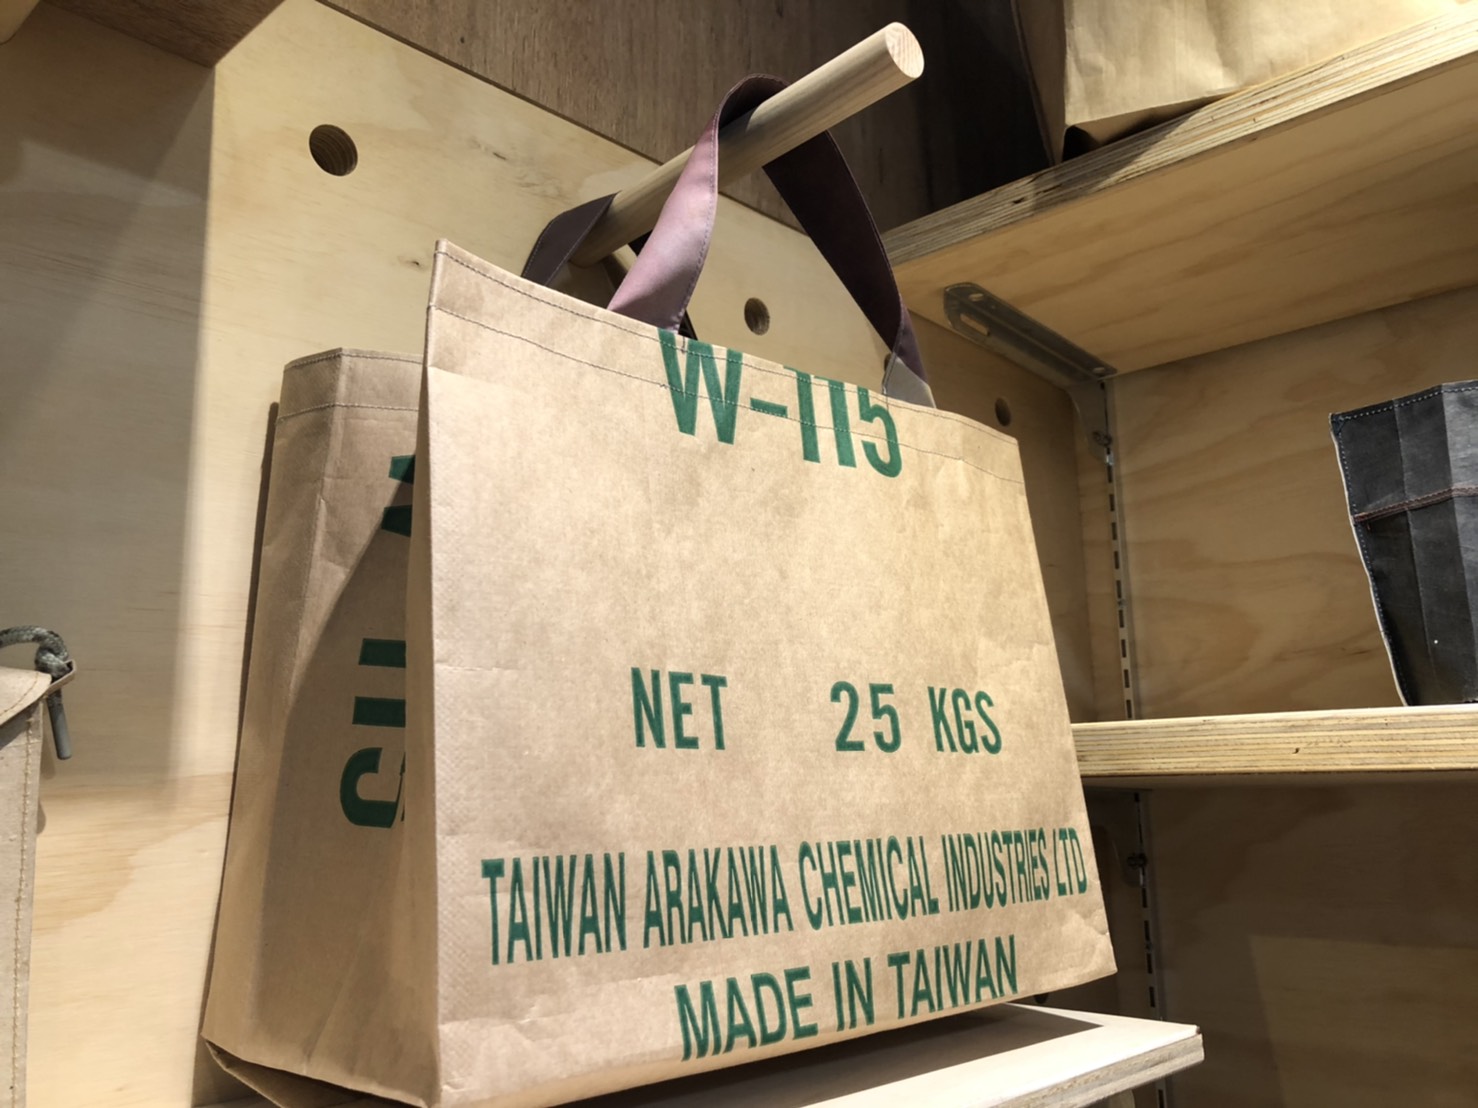 W-115
NET 25 KGS
TAIWAN ARAKAWA CHEMICAL INDUSTRIES LTD
MADE IN TAIWAN